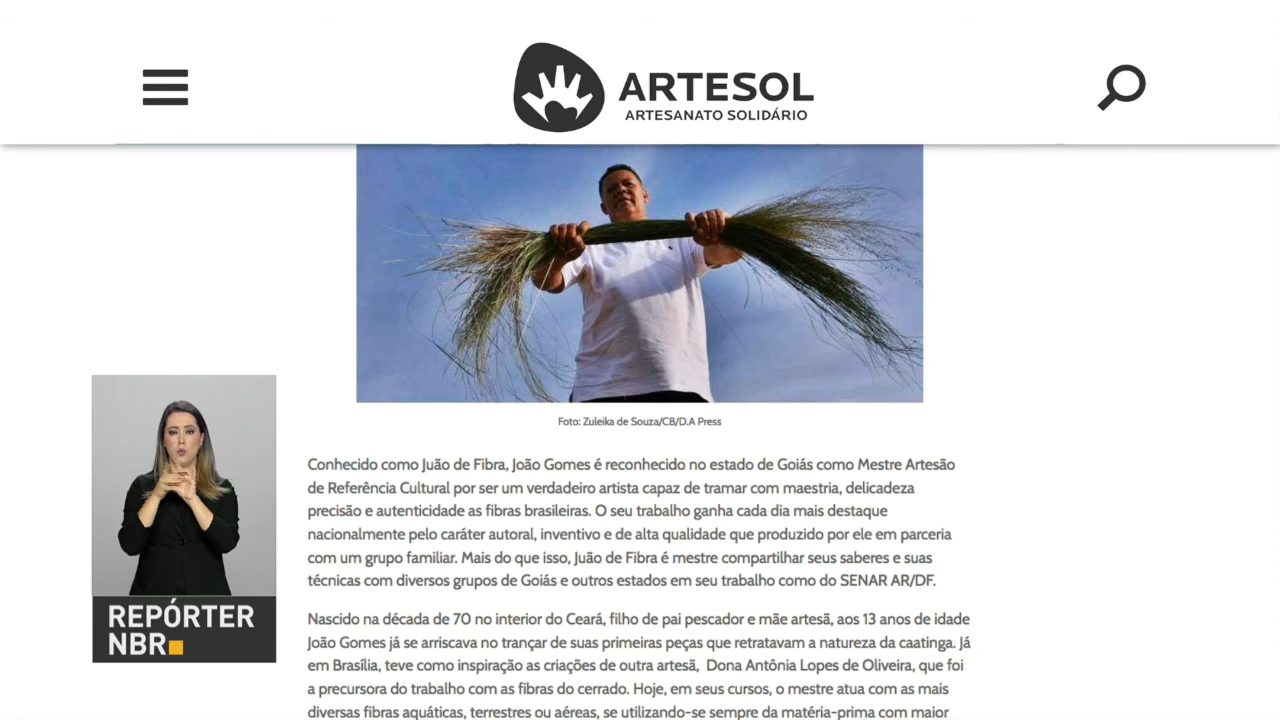 ARTESOL
ARTESANATO SOLIDÁRIO
Foto: Zuleika de Souza/CB/D.A Press
Conhecido como Juão de Fibra, João Gomes é reconhecido no estado de Goiás como Mestre Artesão
de Referência Cultural por ser um verdadeiro artista capaz de tramar com maestria, delicadeza
precisão e autenticidade as fibras brasileiras. O seu trabalho ganha cada dia mais destaque
nacionalmente pelo caráter autoral, inventivo e de alta qualidade que produzido por ele em parceria
com um grupo familiar. Mais do que isso, Juão de Fibra é mestre compartilhar seus saberes e suas
técnicas com diversos grupos de Goiás e outros estados em seu trabalho como do SENAR AR/DF.
Nascido na década de 70 no interior do Ceará, filho de pai pescador e mãe artesã, aos 13 anos de idade
João Gomes já se arriscava no trançar de suas primeiras peças que retratavam a natureza da caatinga. Já
em Brasília, teve como inspiração as criações de outra artesã, Dona Antônia Lopes de Oliveira, que foi
a precursora do trabalho com as fibras do cerrado. Hoje, em seus cursos, o mestre atua com as mais
diversas fibras aquáticas, terrestres ou aéreas, se utilizando-se sempre da matéria-prima com maior
REPÓRTER
NBR